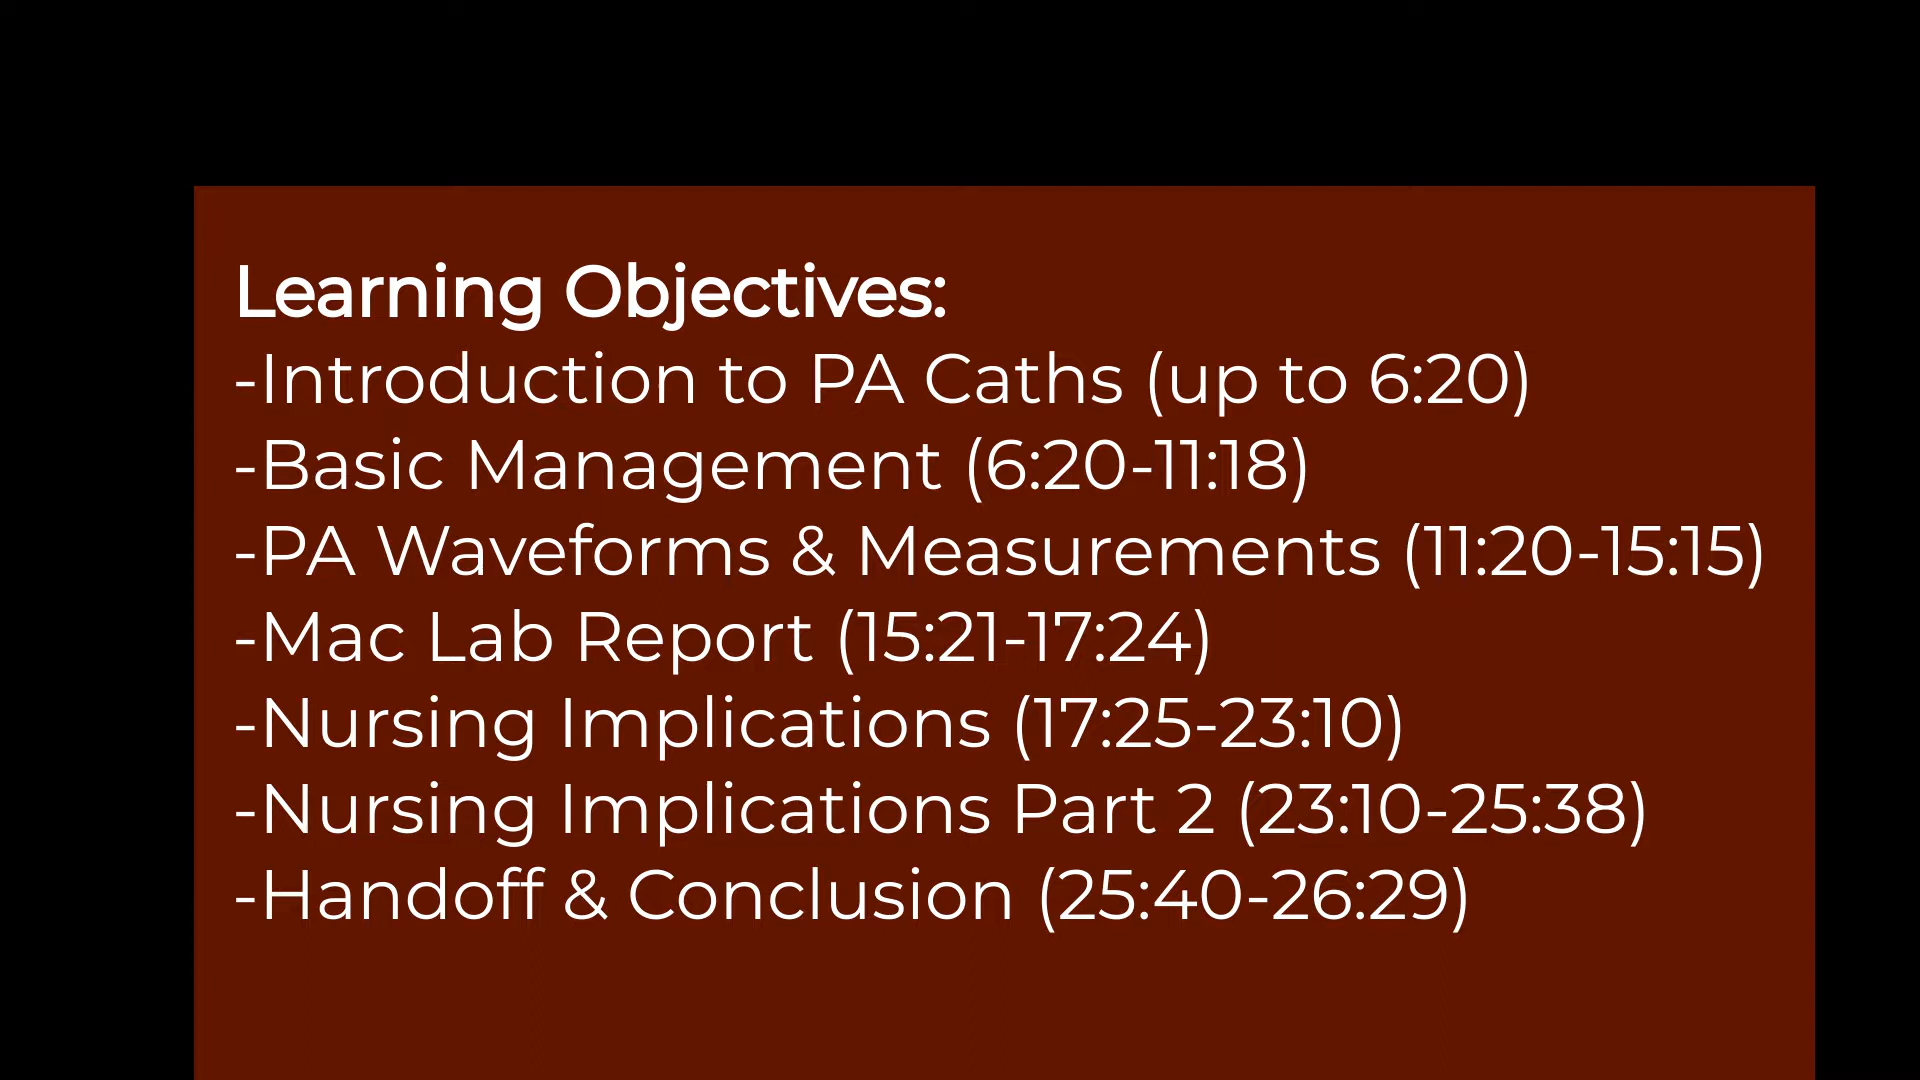 Learning Objectives:
-Introduction to PA Caths (up to 6:20)
-Basic Management (6:20-11:18)
-PA Waveforms & Measurements (11:20-15:15)
-Mac Lab Report (15:21-17:24)
-Nursing Implications (17:25-23:10)
-Nursing Implications Part 2 (23:10-25:38)
-Handoff & Conclusion (25:40-26:29)